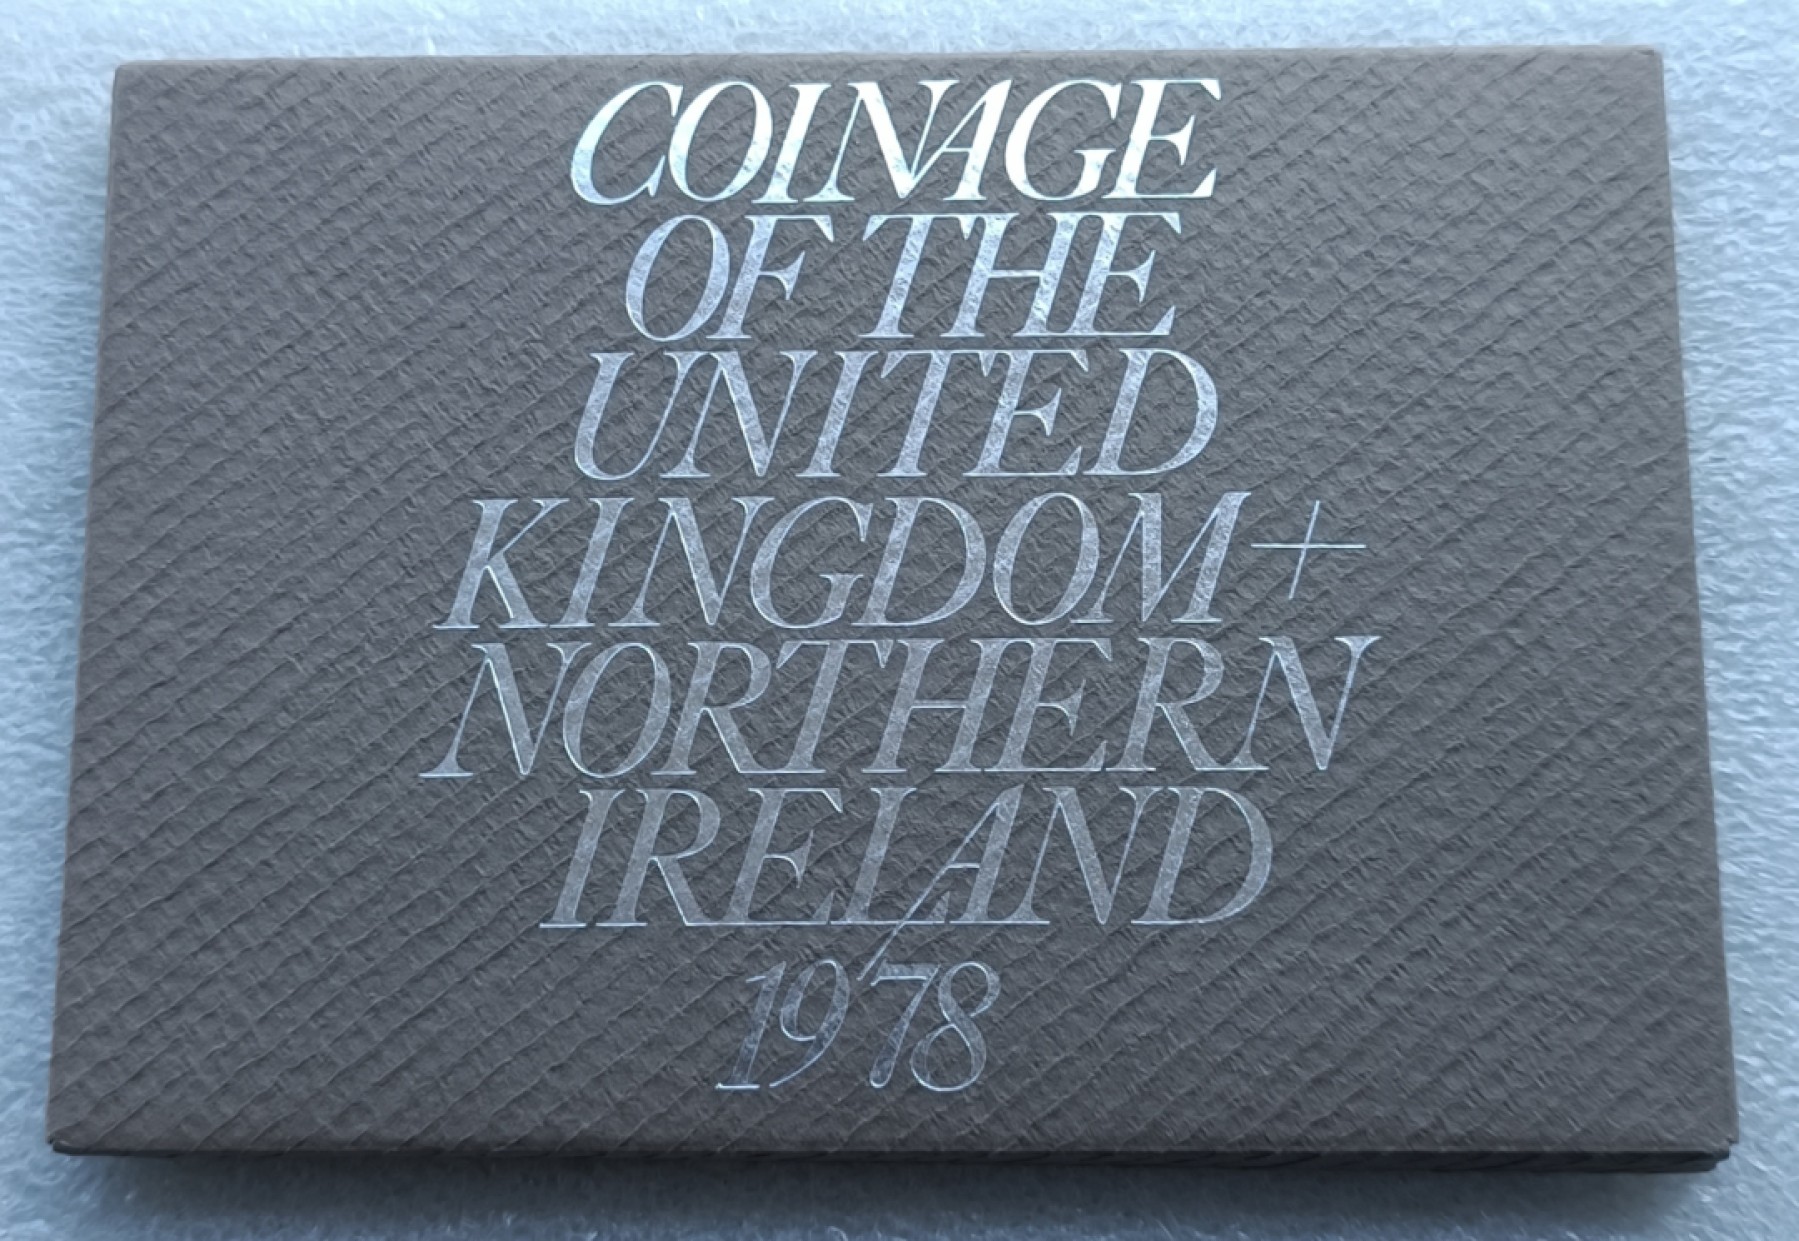 COINAGE
OF THE
UNITED
KINGDOM +
NORTHERN
IRELAND
1978